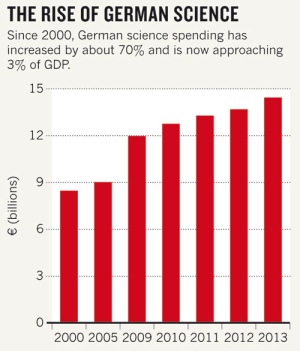 THE RISE OF GERMAN SCIENCE
Since 2000, German science spending has
increased by about 70% and is now approaching
3% of GDP.
15
12
9
6
3
0
€ (billions)
2000 2005 2009 2010 2011 2012 2013